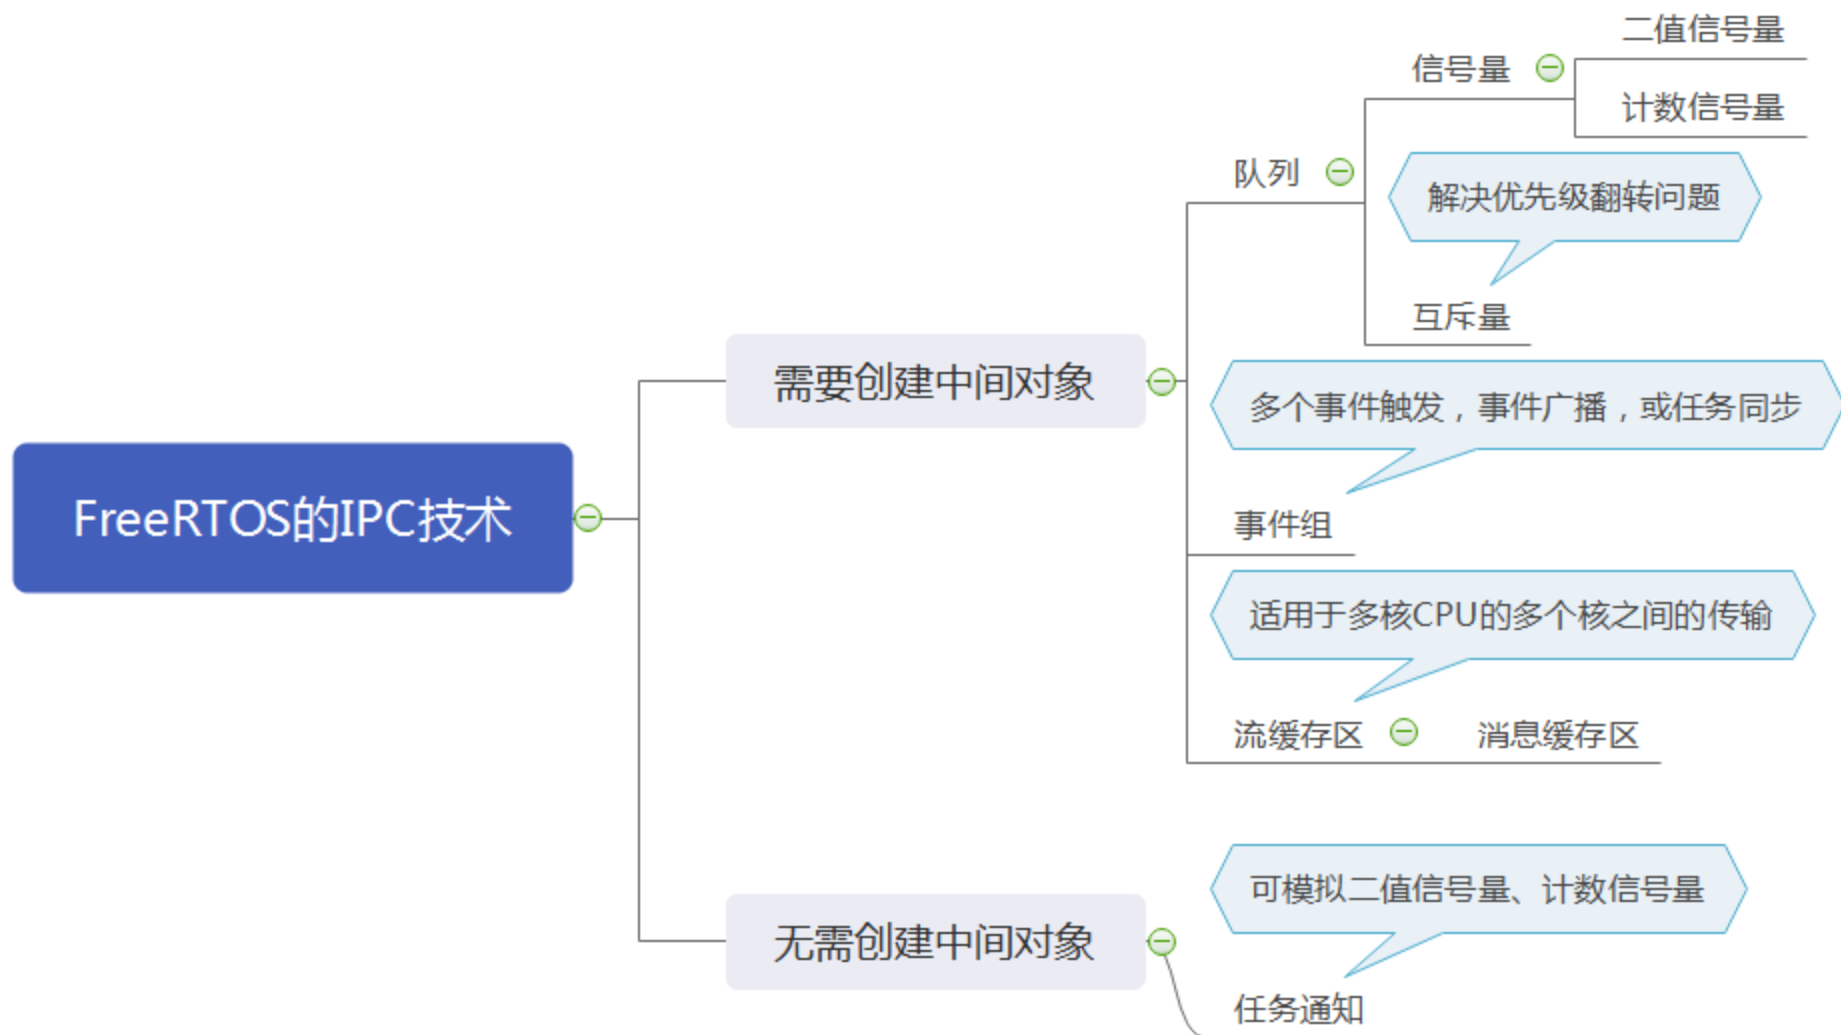 FreeRTOS的IPC技术
需要创建中间对象
队列
信号量
二值信号量
计数信号量
解决优先级翻转问题
互斥量
多个事件触发，事件广播，或任务同步
事件组
适用于多核CPU的多个核之间的传输
流缓存区
消息缓存区
无需创建中间对象
可模拟二值信号量、计数信号量
任务通知